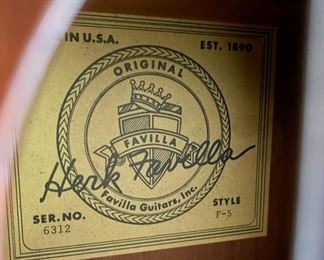 IN U.S.A. EST. 1890
ORIGINAL
FAVILLA
Herk Favilla
Favilla Guitars, Inc.
SER. NO. STYLE
6312 F-5